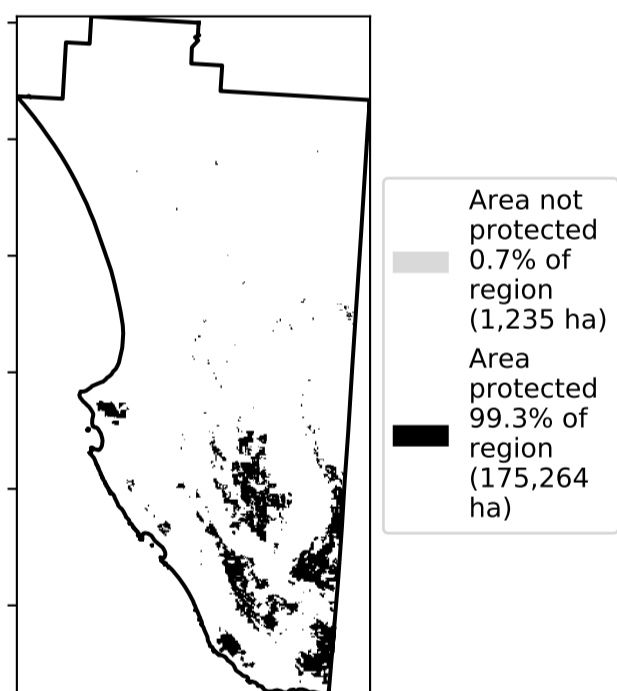 Area not
protected
0.7% of
region
(1,235 ha)
Area
protected
99.3% of
region
(175,264
ha)